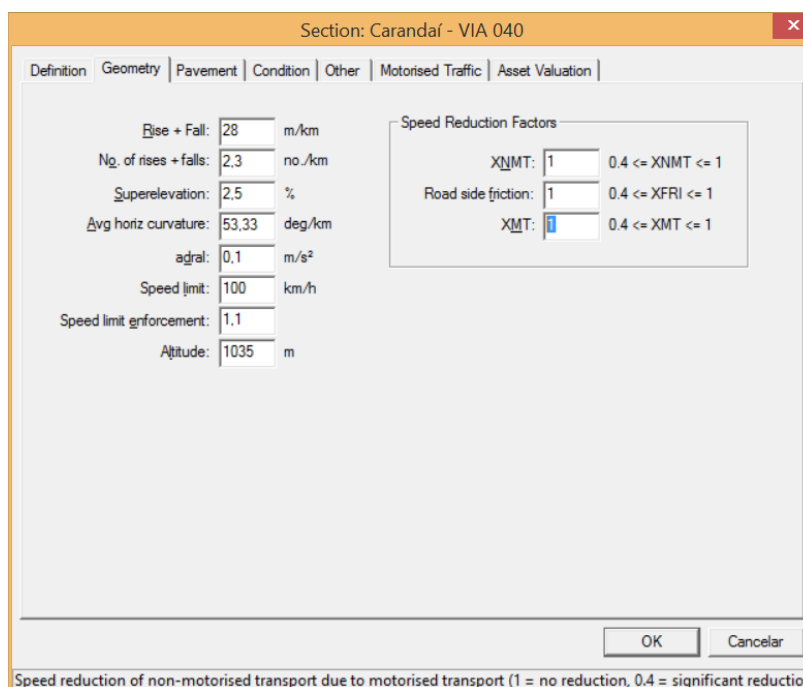 Section: Carandaí - VIA 040
Definition Geometry Pavement Condition Other Motorised Traffic Asset Valuation
Rise + Fall: 28 m/km
No. of rises + falls: 2,3 no./km
Superelevation: 2,5 %
Avg horiz curvature: 53,33 deg/km
adral: 0,1 m/s²
Speed limit: 100 km/h
Speed limit enforcement: 1,1
Altitude: 1035 m
Speed Reduction Factors
XNMT: 1 0.4 <= XNMT <= 1
Road side friction: 1 0.4 <= XFRI <= 1
XMT: 1 0.4 <= XMT <= 1
OK Cancelar
Speed reduction of non-motorised transport due to motorised transport (1 = no reduction, 0.4 = significant reductio